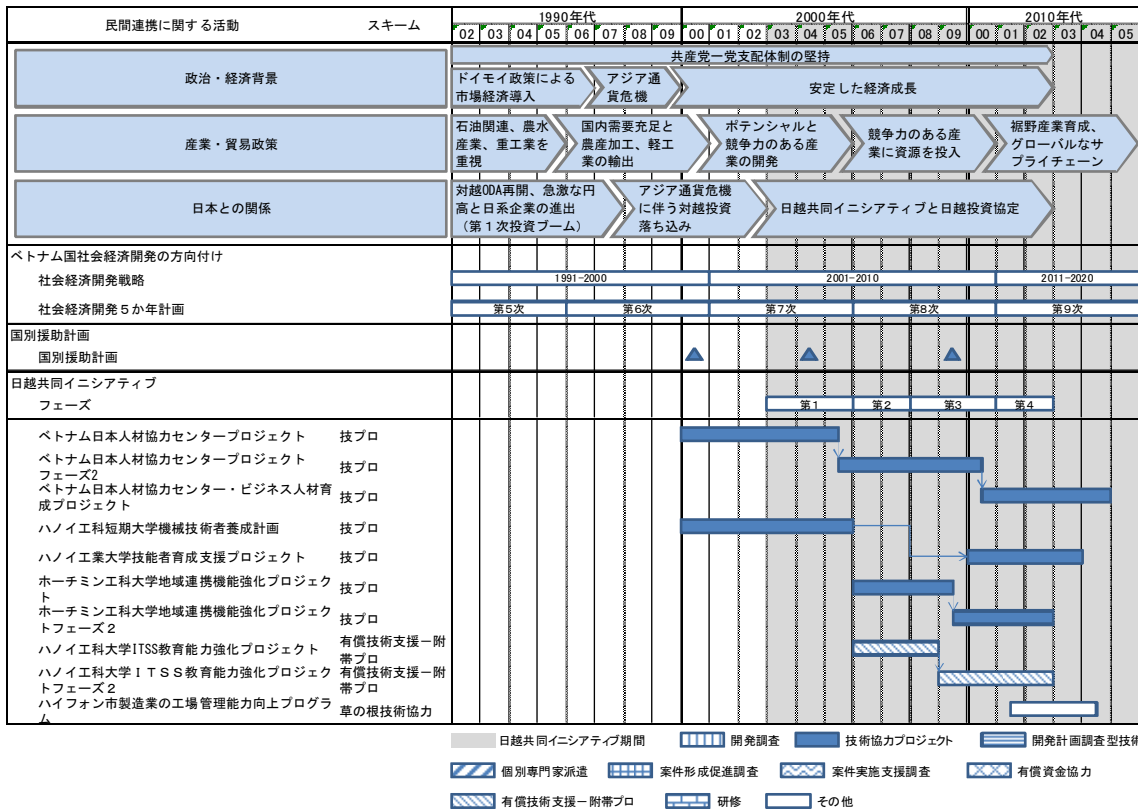 民間連携に関する活動 スキーム 1990年代 2000年代 2010年代
02 03 04 05 06 07 08 09 00 01 02 03 04 05 06 07 08 09 00 01 02 03 04 05
共産党一党支配体制の堅持
政治・経済背景
ドイモイ政策による
市場経済導入
アジア通
貨危機
安定した経済成長
産業・貿易政策
石油関連、農水
産業、重工業を
重視
国内需要充足と
農産加工、軽工
業の輸出
ポテンシャルと
競争力のある産
業の開発
競争力のある産
業に資源を投入
裾野産業育成、
グローバルなサ
プライチェーン
日本との関係
対越ODA再開、急激な円
高と日系企業の進出
（第1次投資ブーム）
アジア通貨危機
に伴う対越投資
落ち込み
日越共同イニシアティブと日越投資協定
ベトナム国社会経済開発の方向付け
社会経済開発戦略 1991-2000 2001-2010 2011-2020
社会経済開発5か年計画 第5次 第6次 第7次 第8次 第9次
国別援助計画
国別援助計画
日越共同イニシアティブ
フェーズ 第1 第2 第3 第4
ベトナム日本人材協力センタープロジェクト 技プロ
ベトナム日本人材協力センタープロジェクト
フェーズ2 技プロ
ベトナム日本人材協力センター・ビジネス人材育
成プロジェクト 技プロ
ハノイ工科短期大学機械技術者養成計画 技プロ
ハノイ工業大学技能者育成支援プロジェクト 技プロ
ホーチミン工科大学地域連携機能強化プロジェク
ト 技プロ
ホーチミン工科大学地域連携機能強化プロジェク
トフェーズ2 技プロ
ハノイ工科大学ITSS教育能力強化プロジェクト 有償技術支援－附
帯プロ
ハノイ工科大学ＩＴＳＳ教育能力強化プロジェク
トフェーズ2 有償技術支援－附
帯プロ
ハイフォン市製造業の工場管理能力向上プログラ
ム 草の根技術協力
日越共同イニシアティブ期間 開発調査 技術協力プロジェクト 開発計画調査型技術
個別専門家派遣 案件形成促進調査 案件実施支援調査 有償資金協力
有償技術支援－附帯プロ 研修 その他